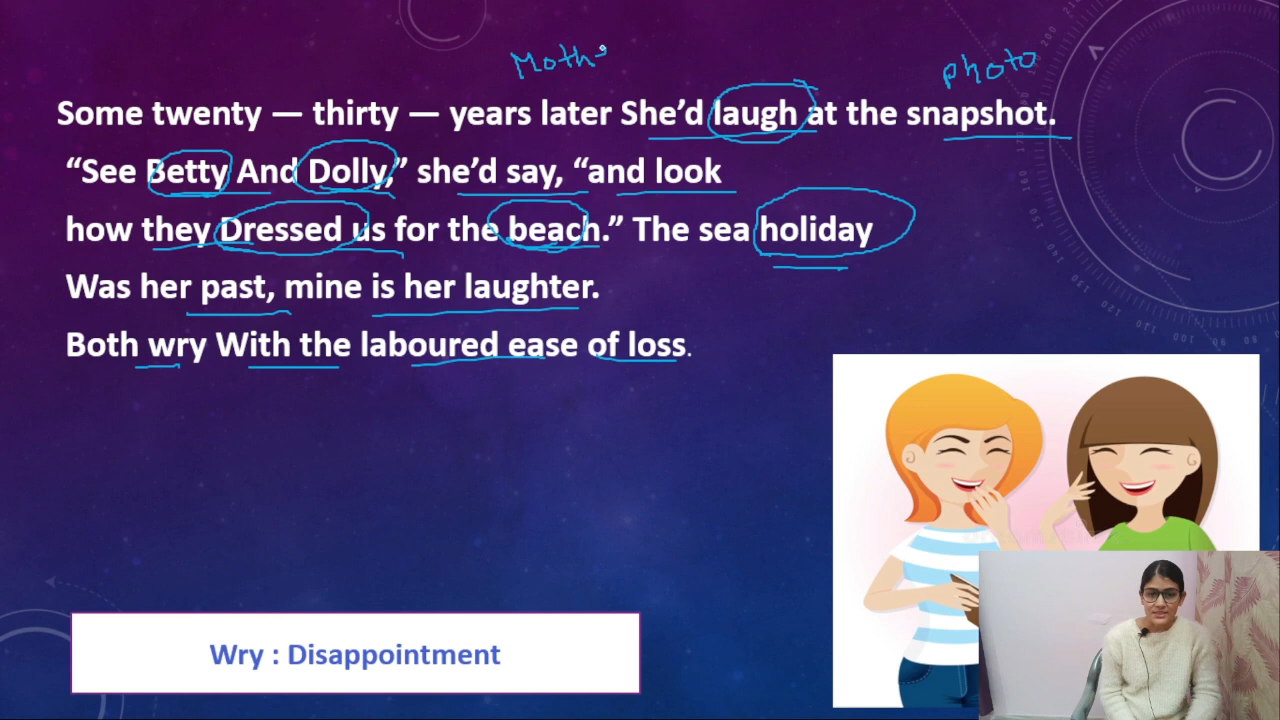 Moth
photo
Some twenty — thirty — years later She’d laugh at the snapshot.
“See Betty And Dolly,” she’d say, “and look
how they Dressed us for the beach.” The sea holiday
Was her past, mine is her laughter.
Both wry With the laboured ease of loss.
Wry : Disappointment